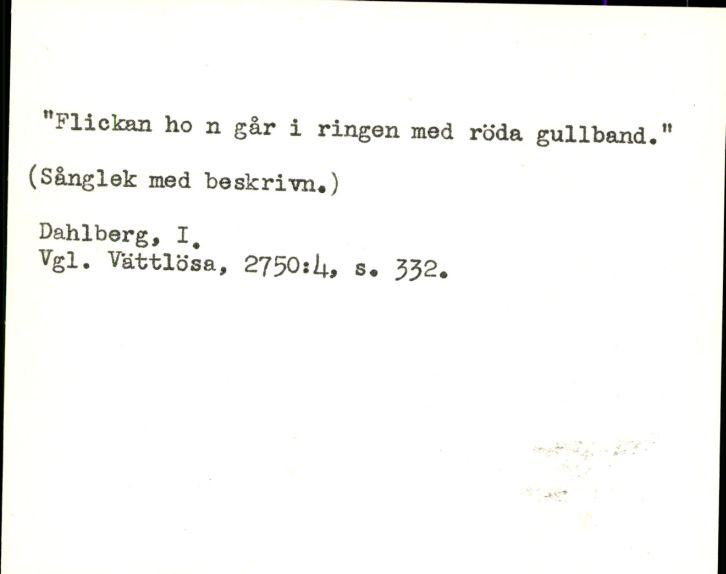 "Flickan ho n går i ringen med röda gullband."
(Sånglek med beskrivn.)
Dahlberg, I.
Vgl. Vättlösa, 2750:4, s. 332.